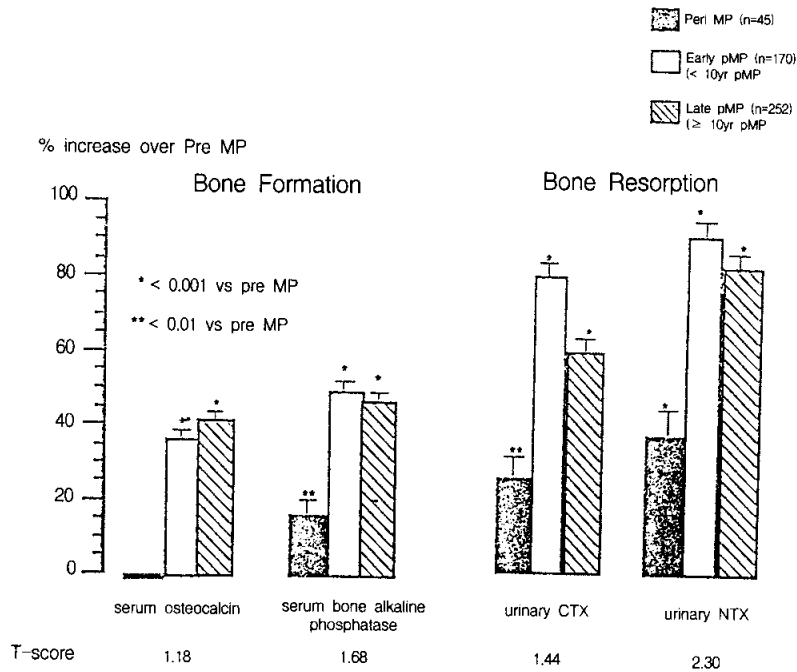 Peri MP (n=45)
Early pMP (n=170)
(< 10yr pMP
Late pMP (n=252)
(≥ 10yr pMP
% increase over Pre MP
Bone Formation
Bone Resorption
100
80
60
40
20
0
* < 0.001 vs pre MP
** < 0.01 vs pre MP
**
*
**
*
*
**
*
*
*
*
*
serum osteocalcin
serum bone alkaline
phosphatase
urinary CTX
urinary NTX
T-score
1.18
1.68
1.44
2.30